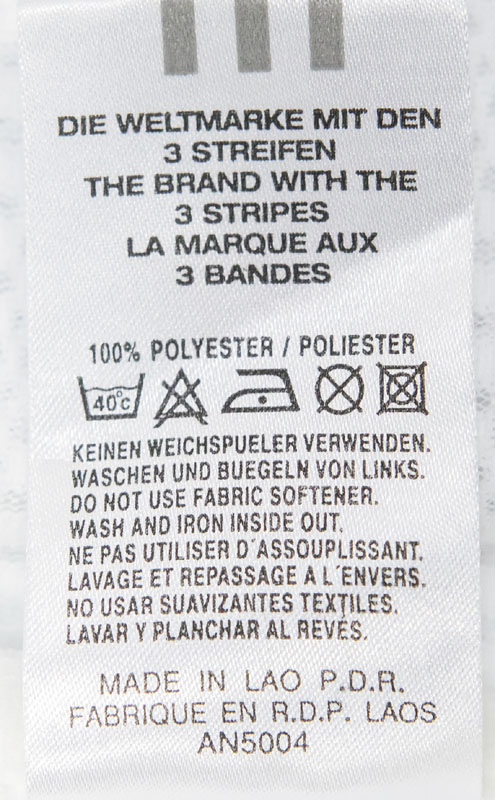 DIE WELTMARKE MIT DEN
3 STREIFEN
THE BRAND WITH THE
3 STRIPES
LA MARQUE AUX
3 BANDES
100% POLYESTER / POLIESTER
40°C
KEINEN WEICHSPUELER VERWENDEN.
WASCHEN UND BUEGELN VON LINKS.
DO NOT USE FABRIC SOFTENER.
WASH AND IRON INSIDE OUT.
NE PAS UTILISER D´ASSOUPLISSANT.
LAVAGE ET REPASSAGE A L´ENVERS.
NO USAR SUAVIZANTES TEXTILES.
LAVAR Y PLANCHAR AL REVÉS.
MADE IN LAO P.D.R.
FABRIQUE EN R.D.P. LAOS
AN5004